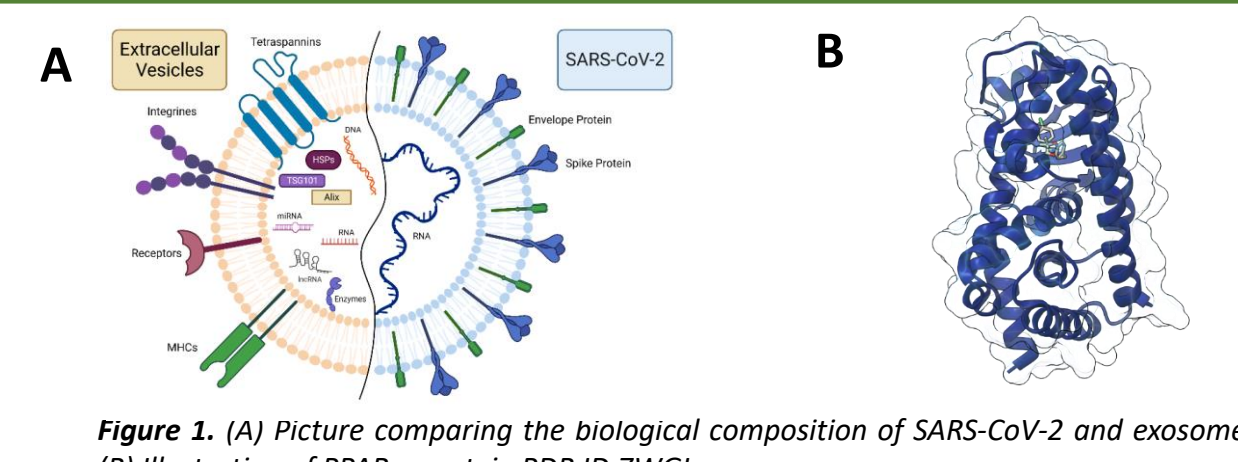 A
Extracellular
Vesicles
Tetraspannins
SARS-CoV-2
B
Integrines
DNA
HSPs
TSG101
Alix
Envelope Protein
Spike Protein
miRNA
RNA
RNA
Receptors
lncRNA
Enzymes
MHCs
Figure 1. (A) Picture comparing the biological composition of SARS-CoV-2 and exosome